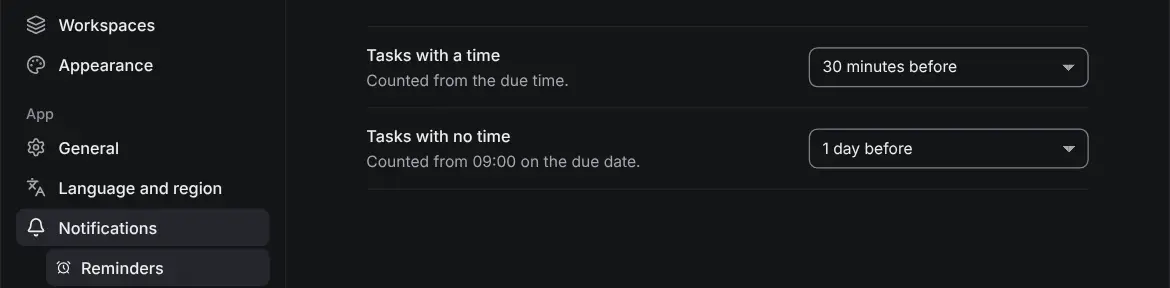 Workspaces
Appearance
App
General
Language and region
Notifications
Reminders
Tasks with a time
Counted from the due time.
30 minutes before
Tasks with no time
Counted from 09:00 on the due date.
1 day before